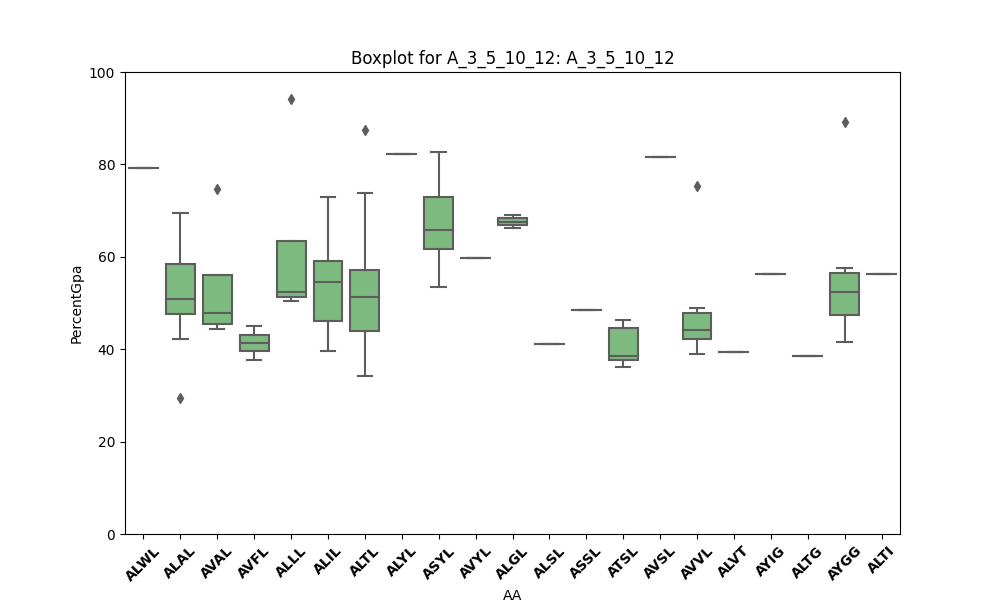 Boxplot for A_3_5_10_12: A_3_5_10_12
100
80
60
40
20
0
PercentGpa
ALWL ALAL AVAL AVFL ALLL ALIL ALTL ALYL ASYL AVYL ALGL ALSL ASSL ATSL AVSL AVVL ALVT AYIG ALTG AYGG ALTI
AA